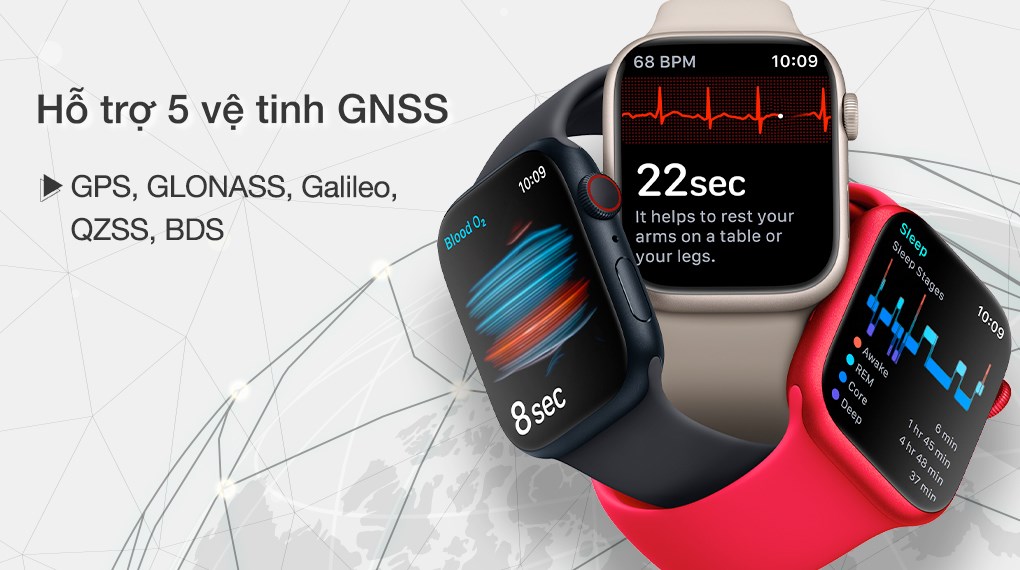 Hỗ trợ 5 vệ tinh GNSS
GPS, GLONASS, Galileo,
QZSS, BDS
68 BPM 10:09
22sec
It helps to rest your
arms on a table or
your legs.
10:09
Blood O₂
8sec
Sleep
Sleep Stages
10:09
Awake 6 min
REM 1 hr 45 min
Core 4 hr 48 min
Deep 37 min